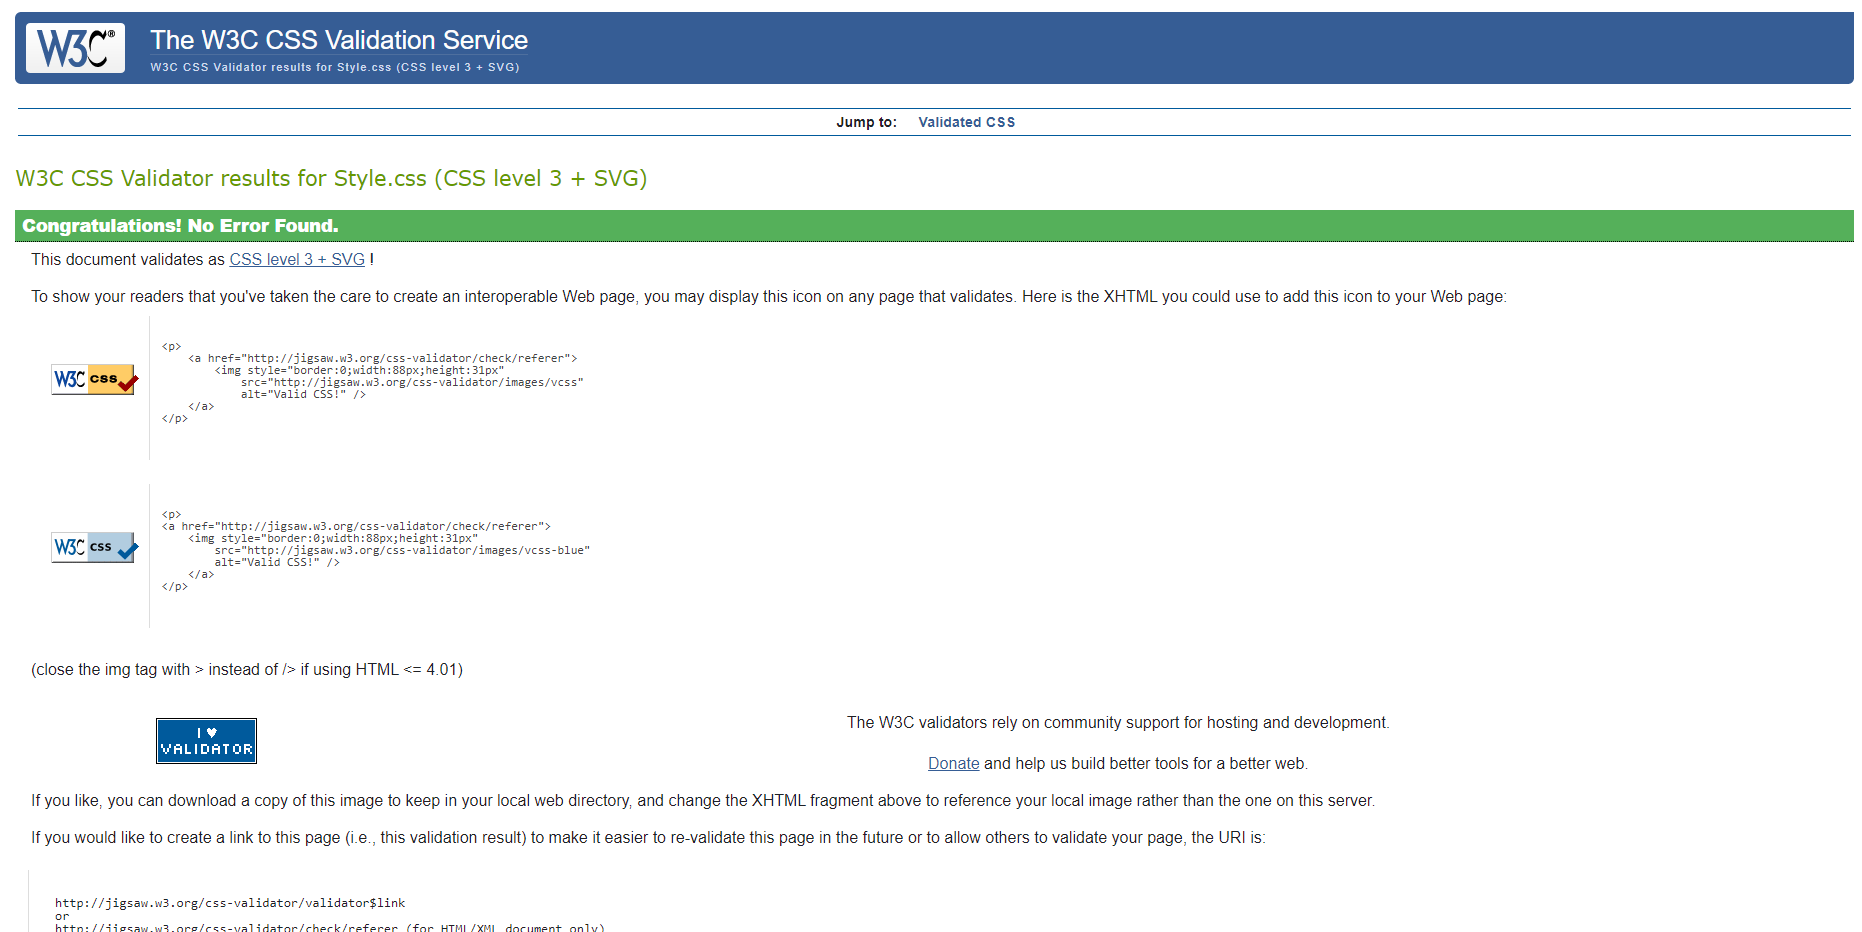 W3C®
The W3C CSS Validation Service
W3C CSS Validator results for Style.css (CSS level 3 + SVG)
Jump to: Validated CSS
W3C CSS Validator results for Style.css (CSS level 3 + SVG)
Congratulations! No Error Found.
This document validates as CSS level 3 + SVG !
To show your readers that you've taken the care to create an interoperable Web page, you may display this icon on any page that validates. Here is the XHTML you could use to add this icon to your Web page:
W3C css
<p>
<a href="http://jigsaw.w3.org/css-validator/check/referer">
<img style="border:0;width:88px;height:31px"
src="http://jigsaw.w3.org/css-validator/images/vcss"
alt="Valid CSS!" />
</a>
</p>
W3C css
<p>
<a href="http://jigsaw.w3.org/css-validator/check/referer">
<img style="border:0;width:88px;height:31px"
src="http://jigsaw.w3.org/css-validator/images/vcss-blue"
alt="Valid CSS!" />
</a>
</p>
(close the img tag with > instead of /> if using HTML <= 4.01)
I ♥
VALIDATOR
The W3C validators rely on community support for hosting and development.
Donate and help us build better tools for a better web.
If you like, you can download a copy of this image to keep in your local web directory, and change the XHTML fragment above to reference your local image rather than the one on this server.
If you would like to create a link to this page (i.e., this validation result) to make it easier to re-validate this page in the future or to allow others to validate your page, the URI is:
http://jigsaw.w3.org/css-validator/validator$link
or
http://jigsaw.w3.org/css-validator/check/referer (for HTML/XML document only)